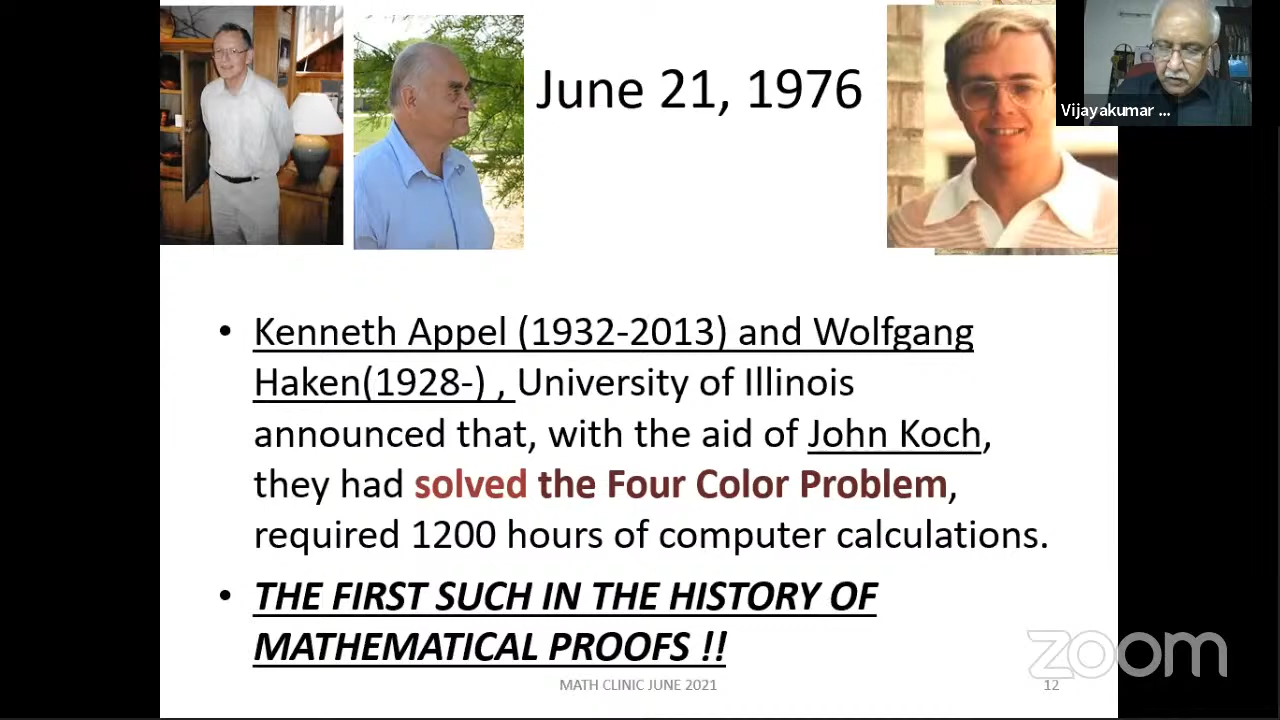 June 21, 1976
Vijayakumar ...
• Kenneth Appel (1932-2013) and Wolfgang
Haken(1928-) , University of Illinois
announced that, with the aid of John Koch,
they had solved the Four Color Problem,
required 1200 hours of computer calculations.
• THE FIRST SUCH IN THE HISTORY OF
MATHEMATICAL PROOFS !!
zoom
MATH CLINIC JUNE 2021
12